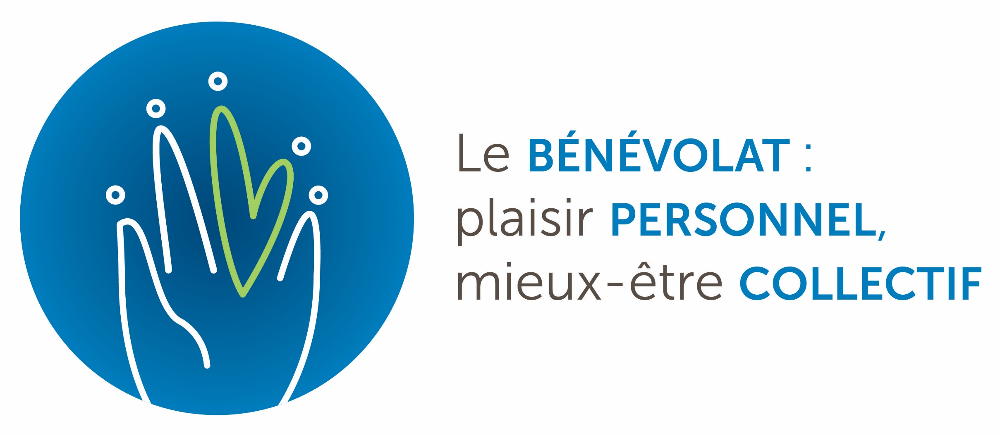 Le BÉNÉVOLAT :
plaisir PERSONNEL,
mieux-être COLLECTIF